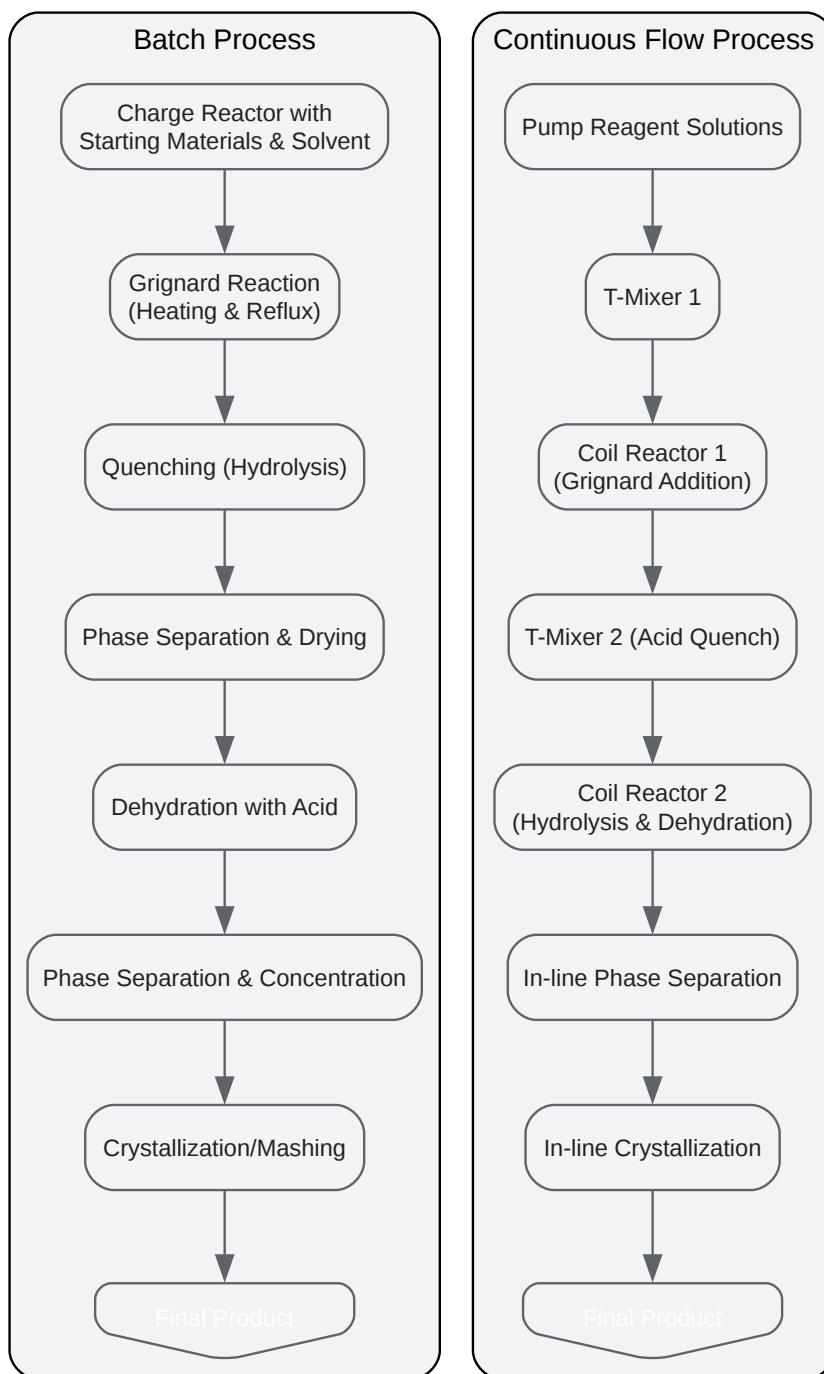 Batch Process
Charge Reactor with
Starting Materials & Solvent
Grignard Reaction
(Heating & Reflux)
Quenching (Hydrolysis)
Phase Separation & Drying
Dehydration with Acid
Phase Separation & Concentration
Crystallization/Mashing
Final Product
Continuous Flow Process
Pump Reagent Solutions
T-Mixer 1
Coil Reactor 1
(Grignard Addition)
T-Mixer 2 (Acid Quench)
Coil Reactor 2
(Hydrolysis & Dehydration)
In-line Phase Separation
In-line Crystallization
Final Product